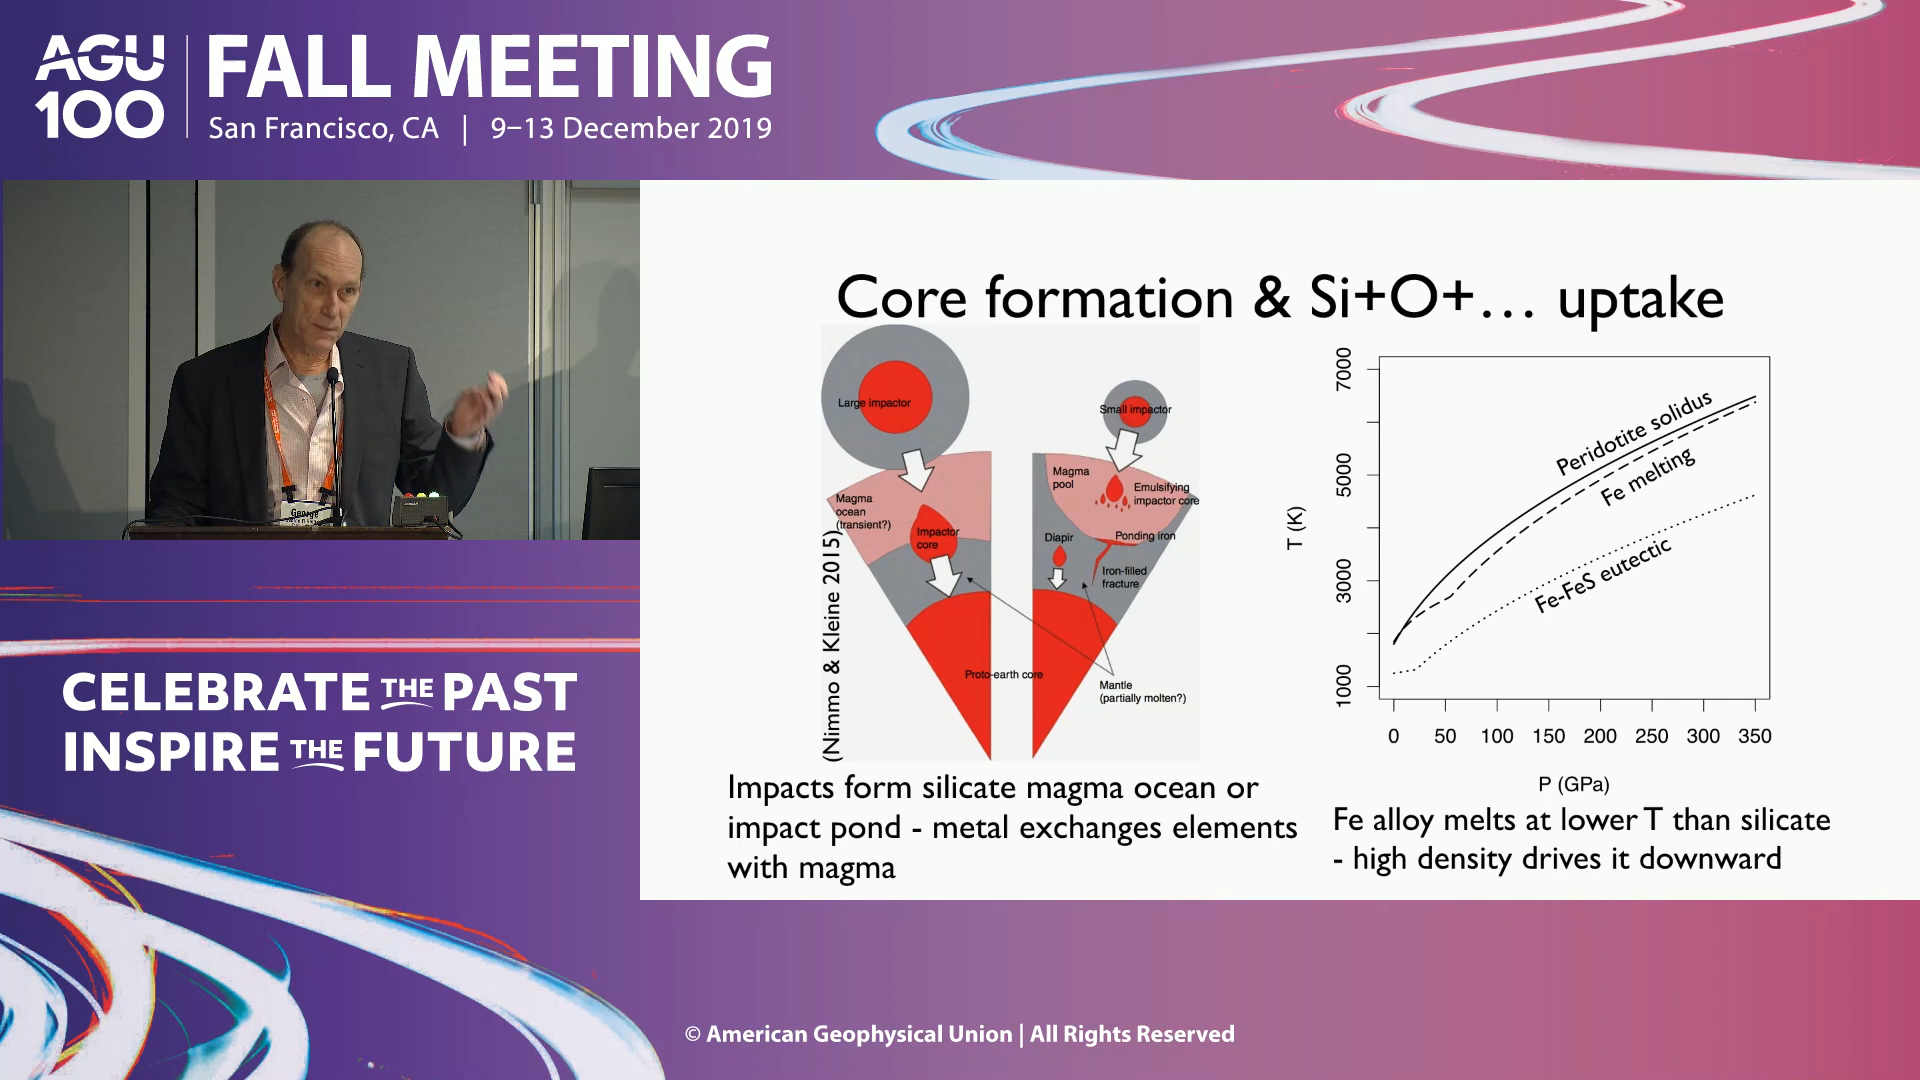 AGU
100
FALL MEETING
San Francisco, CA | 9–13 December 2019
George
CELEBRATE THE PAST
INSPIRE THE FUTURE
Core formation & Si+O+… uptake
Large impactor
Magma
ocean
(transient?)
Impactor
core
Proto-earth core
(Nimmo & Kleine 2015)
Small impactor
Magma
pool
Emulsifying
impactor core
Diapir
Ponding iron
Iron-filled
fracture
Mantle
(partially molten?)
T (K)
7000
5000
3000
1000
Peridotite solidus
Fe melting
Fe-FeS eutectic
0 50 100 150 200 250 300 350
P (GPa)
Impacts form silicate magma ocean or
impact pond - metal exchanges elements
with magma
Fe alloy melts at lower T than silicate
- high density drives it downward
© American Geophysical Union | All Rights Reserved